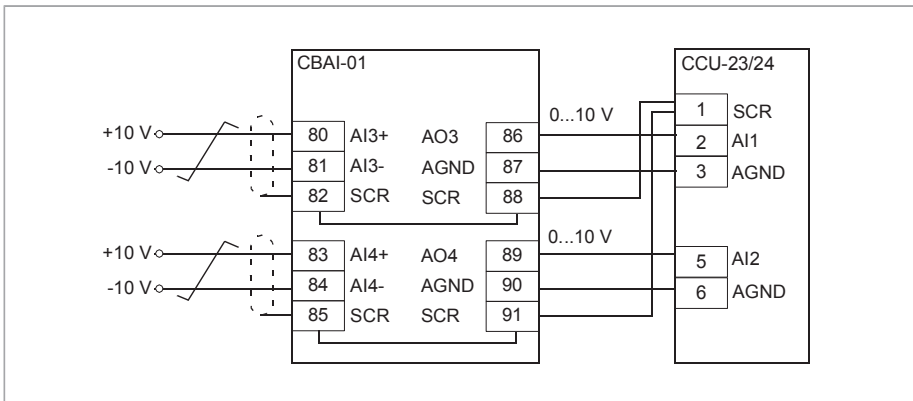 CBAI-01 CCU-23/24
0...10 V 1 SCR
+10 V 80 AI3+ AO3 86 2 AI1
-10 V 81 AI3- AGND 87 3 AGND
82 SCR SCR 88
0...10 V
+10 V 83 AI4+ AO4 89 5 AI2
-10 V 84 AI4- AGND 90 6 AGND
85 SCR SCR 91